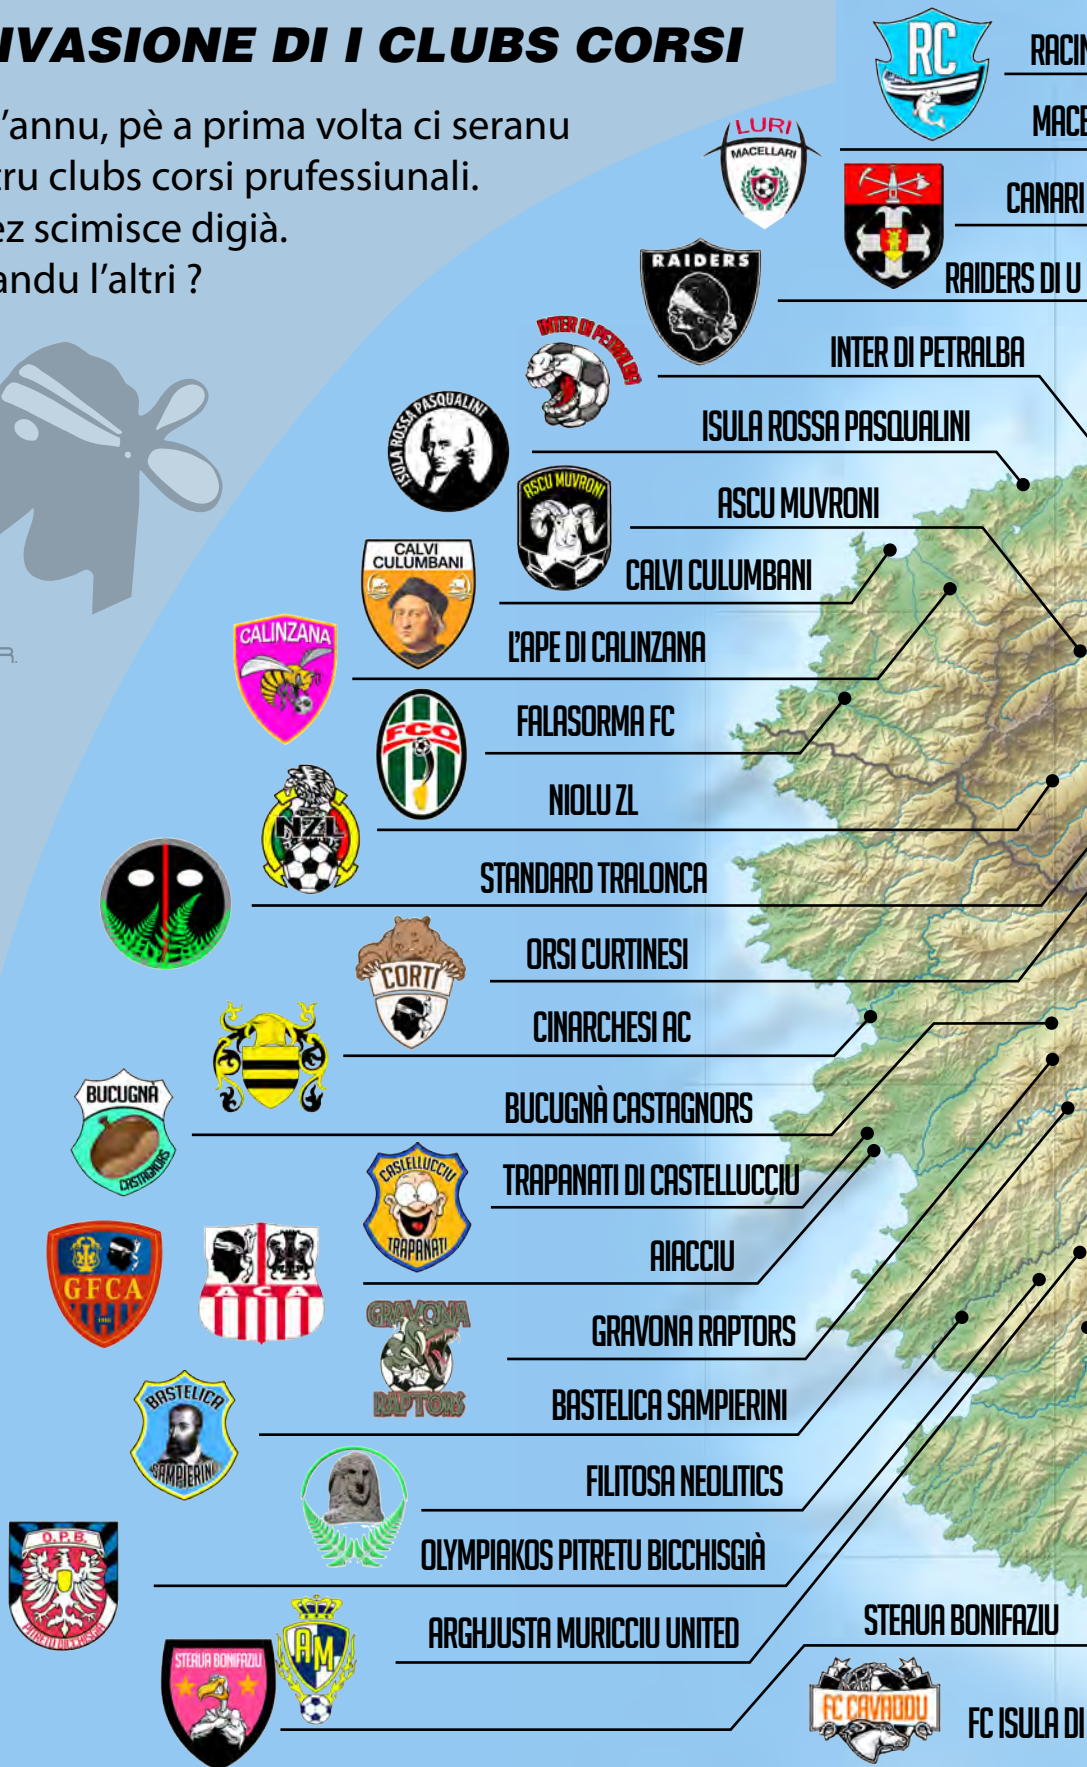 IVASIONE DI I CLUBS CORSI
'annu, pè a prima volta ci seranu
tru clubs corsi prufessiunali.
ez scimisce digià.
andu l'altri ?
R.
RC
RACIN
LURI
MACELLARI
MACE
CANARI
RAIDERS
RAIDERS DI U
INTER DI PETRALBA
INTER DI PETRALBA
ISULA ROSSA PASQUALINI
ISULA ROSSA PASQUALINI
ASCU MUVRONI
ASCU MUVRONI
CALVI
CULUMBANI
CALVI CULUMBANI
CALINZANA
L'APE DI CALINZANA
FCO
FALASORMA FC
NZL
NIOLU ZL
STANDARD TRALONCA
CORTI
ORSI CURTINESI
CINARCHESI AC
BUCUGNÀ
CASTAGNORS
BUCUGNÀ CASTAGNORS
CASLELLUCCIU
TRAPANATI
TRAPANATI DI CASTELLUCCIU
GFCA
ACA
AIACCIU
GRAVONA
RAPTORS
GRAVONA RAPTORS
BASTELICA
SAMPIERINI
BASTELICA SAMPIERINI
FILITOSA NEOLITICS
O.P.B.
PITRETU BICCHISGIÀ
OLYMPIAKOS PITRETU BICCHISGIÀ
AM
ARGHJUSTA MURICCIU UNITED
STEAUA BONIFAZIU
STEAUA BONIFAZIU
FC CAVADDU
FC ISULA DI